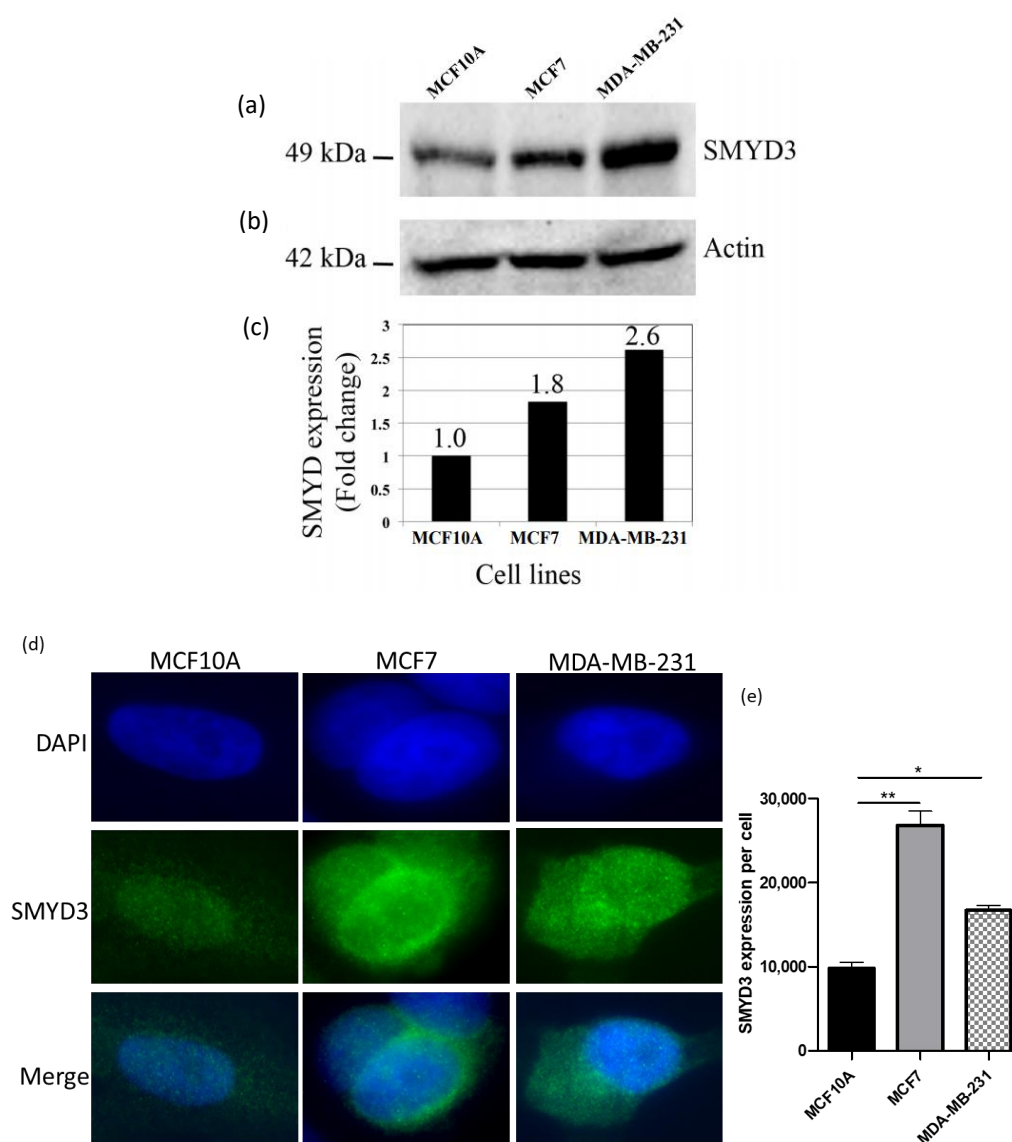 MCF10A MCF7 MDA-MB-231
(a)
49 kDa SMYD3
(b)
42 kDa Actin
(c)
SMYD expression
(Fold change)
3
2.5
2
1.5
1
0.5
0
1.0
1.8
2.6
MCF10A MCF7 MDA-MB-231
Cell lines
(d)
MCF10A MCF7 MDA-MB-231
DAPI
SMYD3
Merge
(e)
SMYD3 expression per cell
30,000
20,000
10,000
0
*
**
MCF10A
MCF7
MDA-MB-231